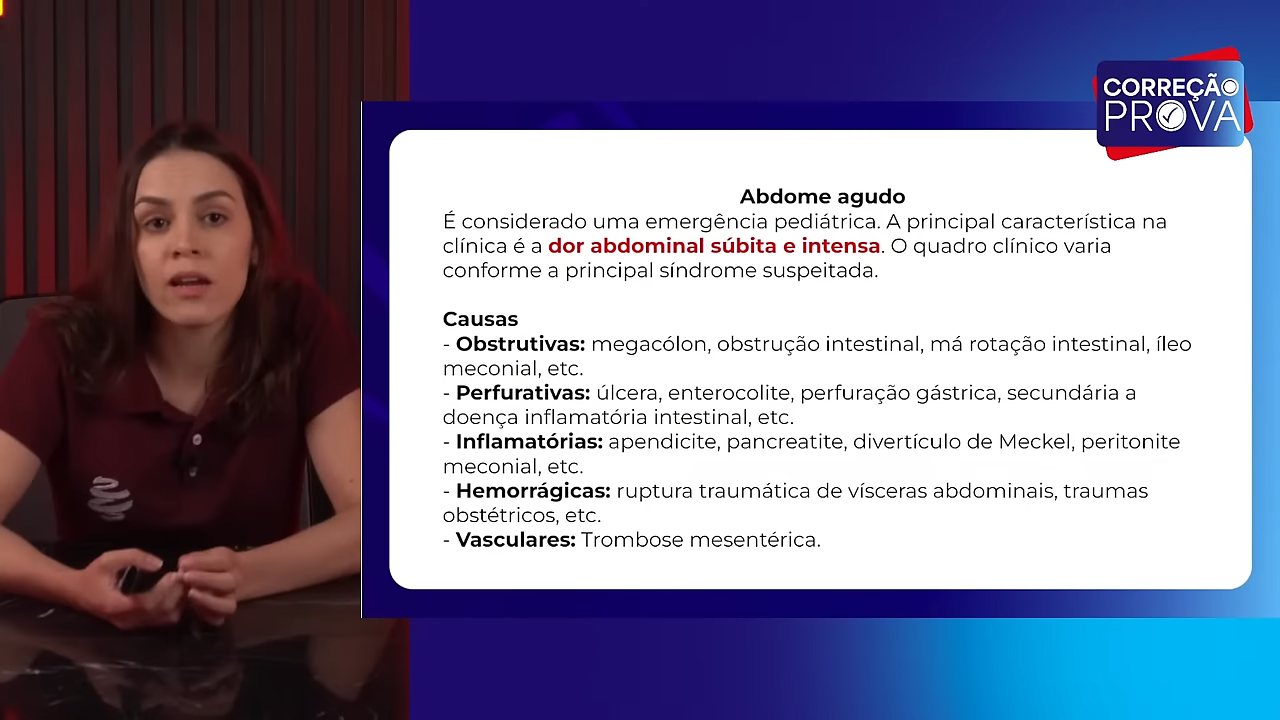 CORREÇÃO
PROVA
Abdome agudo
É considerado uma emergência pediátrica. A principal característica na
clínica é a dor abdominal súbita e intensa. O quadro clínico varia
conforme a principal síndrome suspeitada.
Causas
- Obstrutivas: megacólon, obstrução intestinal, má rotação intestinal, íleo
meconial, etc.
- Perfurativas: úlcera, enterocolite, perfuração gástrica, secundária a
doença inflamatória intestinal, etc.
- Inflamatórias: apendicite, pancreatite, divertículo de Meckel, peritonite
meconial, etc.
- Hemorrágicas: ruptura traumática de vísceras abdominais, traumas
obstétricos, etc.
- Vasculares: Trombose mesentérica.